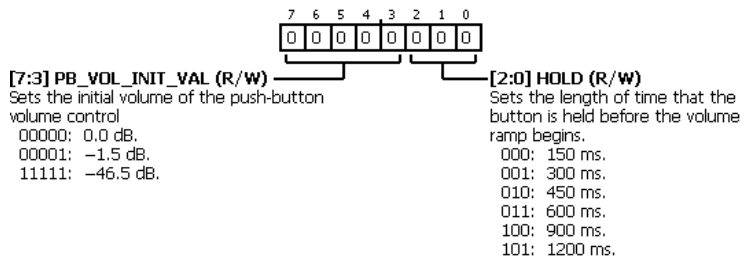 7 6 5 4 3 2 1 0
0 0 0 0 0 0 0 0
[7:3] PB_VOL_INIT_VAL (R/W)
Sets the initial volume of the push-button
volume control
00000: 0.0 dB.
00001: −1.5 dB.
11111: −46.5 dB.
[2:0] HOLD (R/W)
Sets the length of time that the
button is held before the volume
ramp begins.
000: 150 ms.
001: 300 ms.
010: 450 ms.
011: 600 ms.
100: 900 ms.
101: 1200 ms.